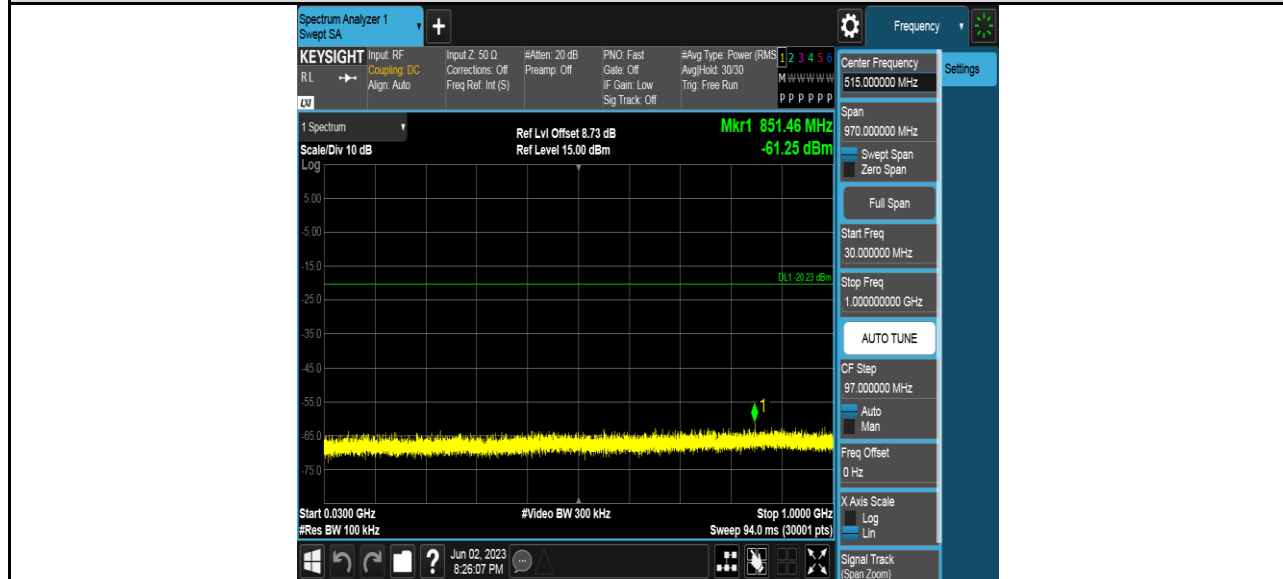 Spectrum Analyzer 1
Swept SA
Frequency
KEYSIGHT
RL
LXI
Input: RF
Coupling: DC
Align: Auto
Input Z: 50 Ω
Corrections: Off
Freq Ref: Int (S)
#Atten: 20 dB
Preamp: Off
PNO: Fast
Gate: Off
IF Gain: Low
Sig Track: Off
#Avg Type: Power (RMS
Avg|Hold: 30/30
Trig: Free Run
1 2 3 4 5 6
M W W W W W
P P P P P P
1 Spectrum
Scale/Div 10 dB
Ref Lvl Offset 8.73 dB
Ref Level 15.00 dBm
Mkr1 851.46 MHz
-61.25 dBm
Log
5.00
-5.00
-15.0
DL1 -20.23 dBm
-25.0
-35.0
-45.0
-55.0
1
-65.0
-75.0
Start 0.0300 GHz
#Video BW 300 kHz
Stop 1.0000 GHz
#Res BW 100 kHz
Sweep 94.0 ms (30001 pts)
?
Jun 02, 2023
8:26:07 PM
Center Frequency
515.000000 MHz
Settings
Span
970.000000 MHz
Swept Span
Zero Span
Full Span
Start Freq
30.000000 MHz
Stop Freq
1.000000000 GHz
AUTO TUNE
CF Step
97.000000 MHz
Auto
Man
Freq Offset
0 Hz
X Axis Scale
Log
Lin
Signal Track
(Span Zoom)